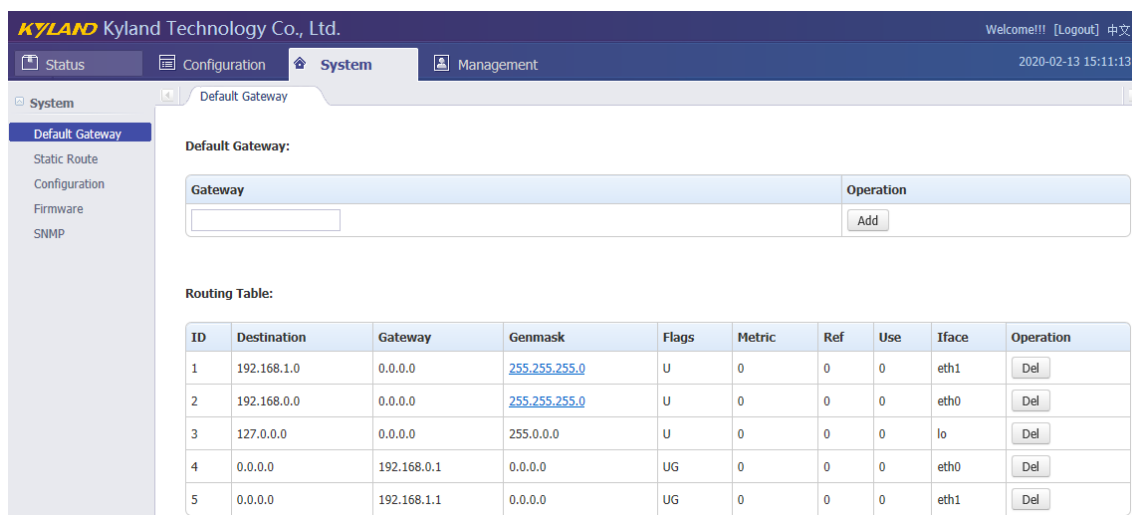 KYLAND Kyland Technology Co., Ltd.
Welcome!!! [Logout] 中文
Status Configuration System Management 2020-02-13 15:11:13
System
Default Gateway
Static Route
Configuration
Firmware
SNMP
Default Gateway
Default Gateway:
Gateway Operation
Add
Routing Table:
ID Destination Gateway Genmask Flags Metric Ref Use Iface Operation
1 192.168.1.0 0.0.0.0 255.255.255.0 U 0 0 0 eth1 Del
2 192.168.0.0 0.0.0.0 255.255.255.0 U 0 0 0 eth0 Del
3 127.0.0.0 0.0.0.0 255.0.0.0 U 0 0 0 lo Del
4 0.0.0.0 192.168.0.1 0.0.0.0 UG 0 0 0 eth0 Del
5 0.0.0.0 192.168.1.1 0.0.0.0 UG 0 0 0 eth1 Del